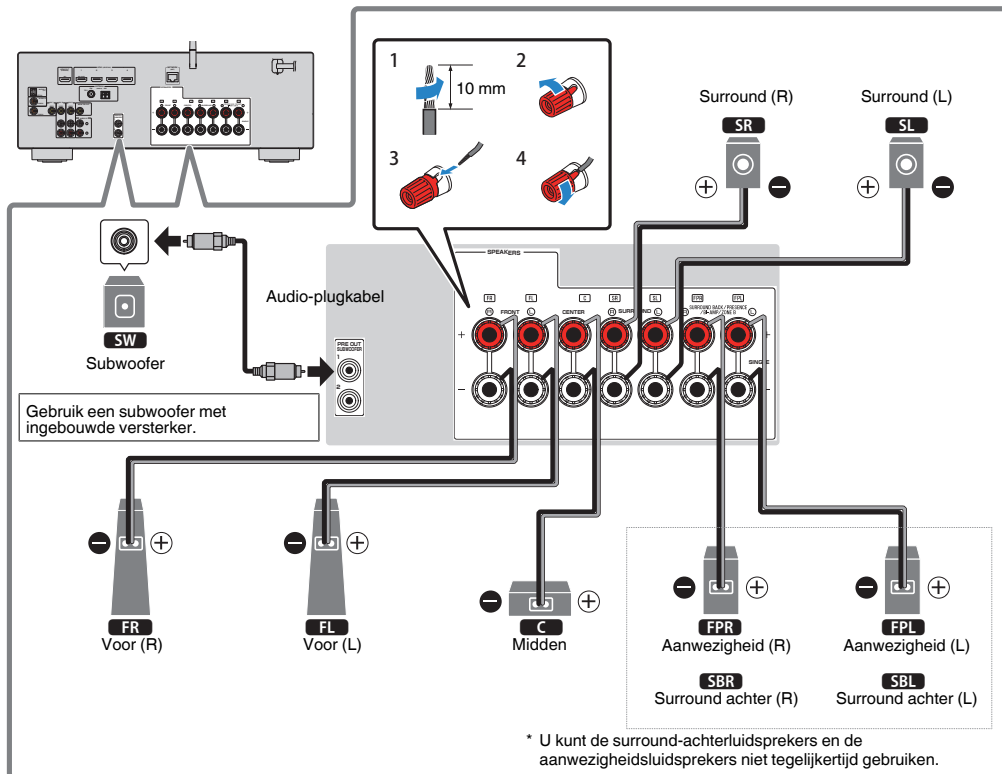 1
10 mm
2
3
4
Surround (R)
SR
Surround (L)
SL
+
-
+
-
SW
Subwoofer
Audio-plugkabel
PRE OUT
SUBWOOFER
1
2
Gebruik een subwoofer met
ingebouwde versterker.
SPEAKERS
FR
FL
C
SR
SL
FPR
FPL
R FRONT L
CENTER
R SURROUND L
SURROUND BACK/PRESENCE
/BI-AMP/ZONE B
R
L
+
+
-
SINGLE
-
+
FR
Voor (R)
-
+
FL
Voor (L)
-
+
C
Midden
-
+
FPR
Aanwezigheid (R)
SBR
Surround achter (R)
-
+
FPL
Aanwezigheid (L)
SBL
Surround achter (L)
* U kunt de surround-achterluidsprekers en de
aanwezigheidsluidsprekers niet tegelijkertijd gebruiken.